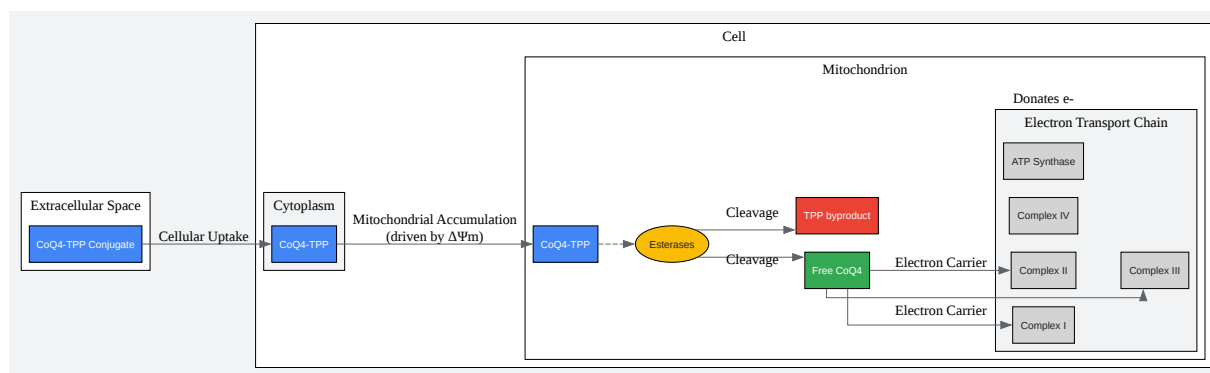 Cell
Mitochondrion
Donates e-
Electron Transport Chain
ATP Synthase
Extracellular Space
CoQ4-TPP Conjugate
Cellular Uptake
Cytoplasm
CoQ4-TPP
Mitochondrial Accumulation
(driven by ΔΨm)
CoQ4-TPP
Esterases
Cleavage
TPP byproduct
Cleavage
Free CoQ4
Electron Carrier
Electron Carrier
Complex IV
Complex II
Complex III
Complex I